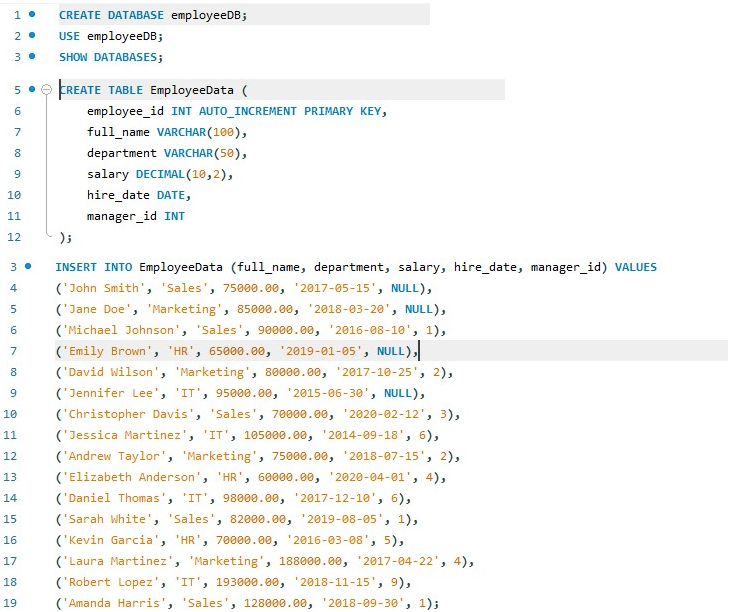 1 CREATE DATABASE employeeDB;
2 USE employeeDB;
3 SHOW DATABASES;
5 CREATE TABLE EmployeeData (
6 employee_id INT AUTO_INCREMENT PRIMARY KEY,
7 full_name VARCHAR(100),
8 department VARCHAR(50),
9 salary DECIMAL(10,2),
10 hire_date DATE,
11 manager_id INT
12 );
3 INSERT INTO EmployeeData (full_name, department, salary, hire_date, manager_id) VALUES
4 ('John Smith', 'Sales', 75000.00, '2017-05-15', NULL),
5 ('Jane Doe', 'Marketing', 85000.00, '2018-03-20', NULL),
6 ('Michael Johnson', 'Sales', 90000.00, '2016-08-10', 1),
7 ('Emily Brown', 'HR', 65000.00, '2019-01-05', NULL),
8 ('David Wilson', 'Marketing', 80000.00, '2017-10-25', 2),
9 ('Jennifer Lee', 'IT', 95000.00, '2015-06-30', NULL),
10 ('Christopher Davis', 'Sales', 70000.00, '2020-02-12', 3),
11 ('Jessica Martinez', 'IT', 105000.00, '2014-09-18', 6),
12 ('Andrew Taylor', 'Marketing', 75000.00, '2018-07-15', 2),
13 ('Elizabeth Anderson', 'HR', 60000.00, '2020-04-01', 4),
14 ('Daniel Thomas', 'IT', 98000.00, '2017-12-10', 6),
15 ('Sarah White', 'Sales', 82000.00, '2019-08-05', 1),
16 ('Kevin Garcia', 'HR', 70000.00, '2016-03-08', 5),
17 ('Laura Martinez', 'Marketing', 188000.00, '2017-04-22', 4),
18 ('Robert Lopez', 'IT', 193000.00, '2018-11-15', 9),
19 ('Amanda Harris', 'Sales', 128000.00, '2018-09-30', 1);